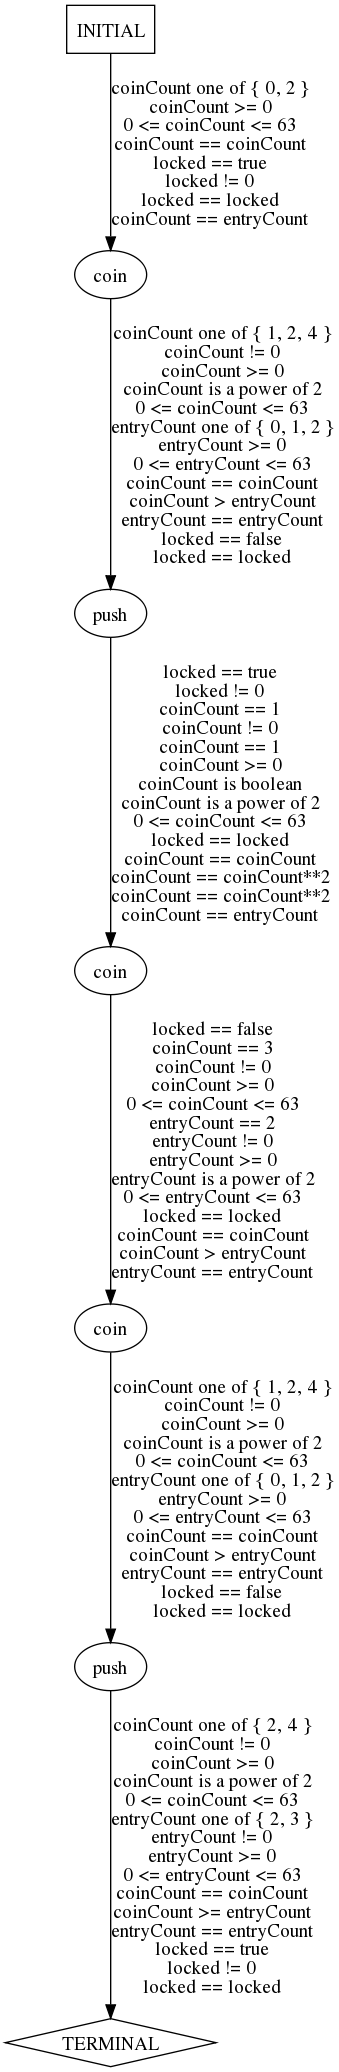 INITIAL
coinCount one of { 0, 2 }
coinCount >= 0
0 <= coinCount <= 63
coinCount == coinCount
locked == true
locked != 0
locked == locked
coinCount == entryCount
coin
coinCount one of { 1, 2, 4 }
coinCount != 0
coinCount >= 0
coinCount is a power of 2
0 <= coinCount <= 63
entryCount one of { 0, 1, 2 }
entryCount >= 0
0 <= entryCount <= 63
coinCount == coinCount
coinCount > entryCount
entryCount == entryCount
locked == false
locked == locked
push
locked == true
locked != 0
coinCount == 1
coinCount != 0
coinCount == 1
coinCount >= 0
coinCount is boolean
coinCount is a power of 2
0 <= coinCount <= 63
locked == locked
coinCount == coinCount
coinCount == coinCount**2
coinCount == coinCount**2
coinCount == entryCount
coin
locked == false
coinCount == 3
coinCount != 0
coinCount >= 0
0 <= coinCount <= 63
entryCount == 2
entryCount != 0
entryCount >= 0
entryCount is a power of 2
0 <= entryCount <= 63
locked == locked
coinCount == coinCount
coinCount > entryCount
entryCount == entryCount
coin
coinCount one of { 1, 2, 4 }
coinCount != 0
coinCount >= 0
coinCount is a power of 2
0 <= coinCount <= 63
entryCount one of { 0, 1, 2 }
entryCount >= 0
0 <= entryCount <= 63
coinCount == coinCount
coinCount > entryCount
entryCount == entryCount
locked == false
locked == locked
push
coinCount one of { 2, 4 }
coinCount != 0
coinCount >= 0
coinCount is a power of 2
0 <= coinCount <= 63
entryCount one of { 2, 3 }
entryCount != 0
entryCount >= 0
0 <= entryCount <= 63
coinCount == coinCount
coinCount >= entryCount
entryCount == entryCount
locked == true
locked != 0
locked == locked
TERMINAL